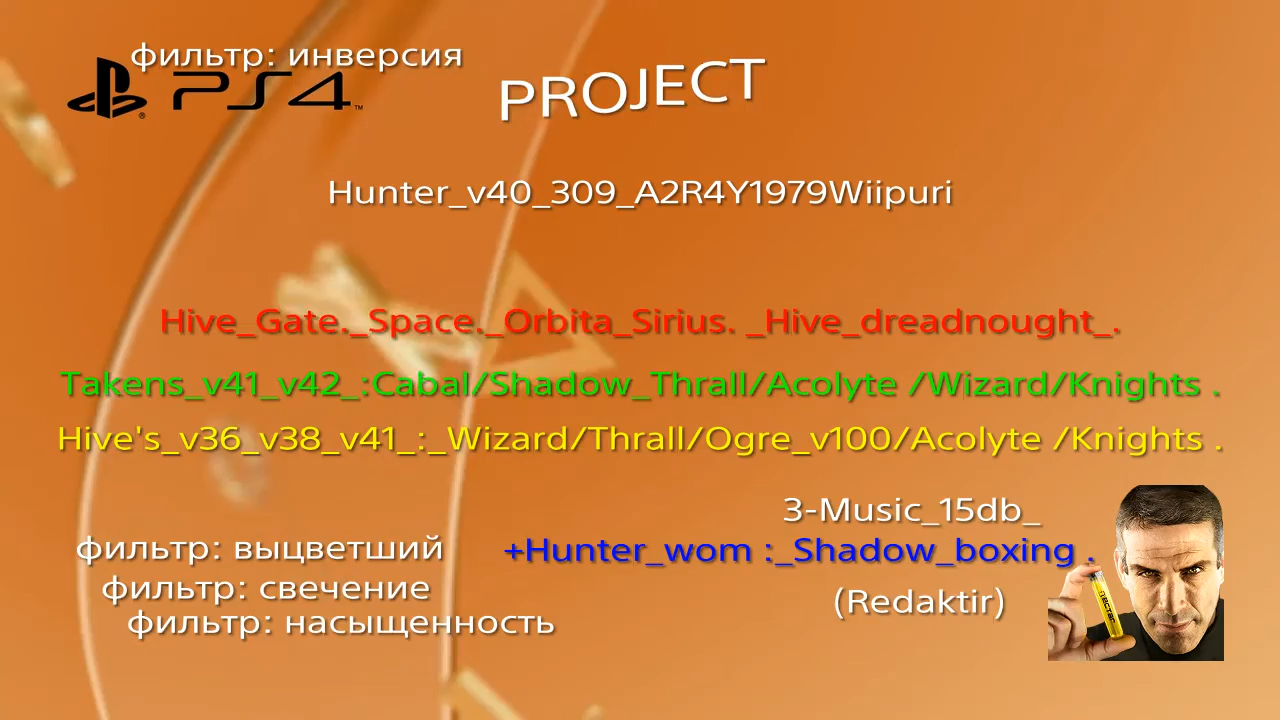 фильтр: инверсия
PS4™
PROJECT
Hunter_v40_309_A2R4Y1979Wiipuri
Hive_Gate._Space._Orbita_Sirius. _Hive_dreadnought_.
Takens_v41_v42_:Cabal/Shadow_Thrall/Acolyte /Wizard/Knights .
Hive's_v36_v38_v41_:_Wizard/Thrall/Ogre_v100/Acolyte /Knights .
3-Music_15db_
фильтр: выцветший
+Hunter_wom :_Shadow_boxing .
фильтр: свечение
(Redaktir)
фильтр: насыщенность